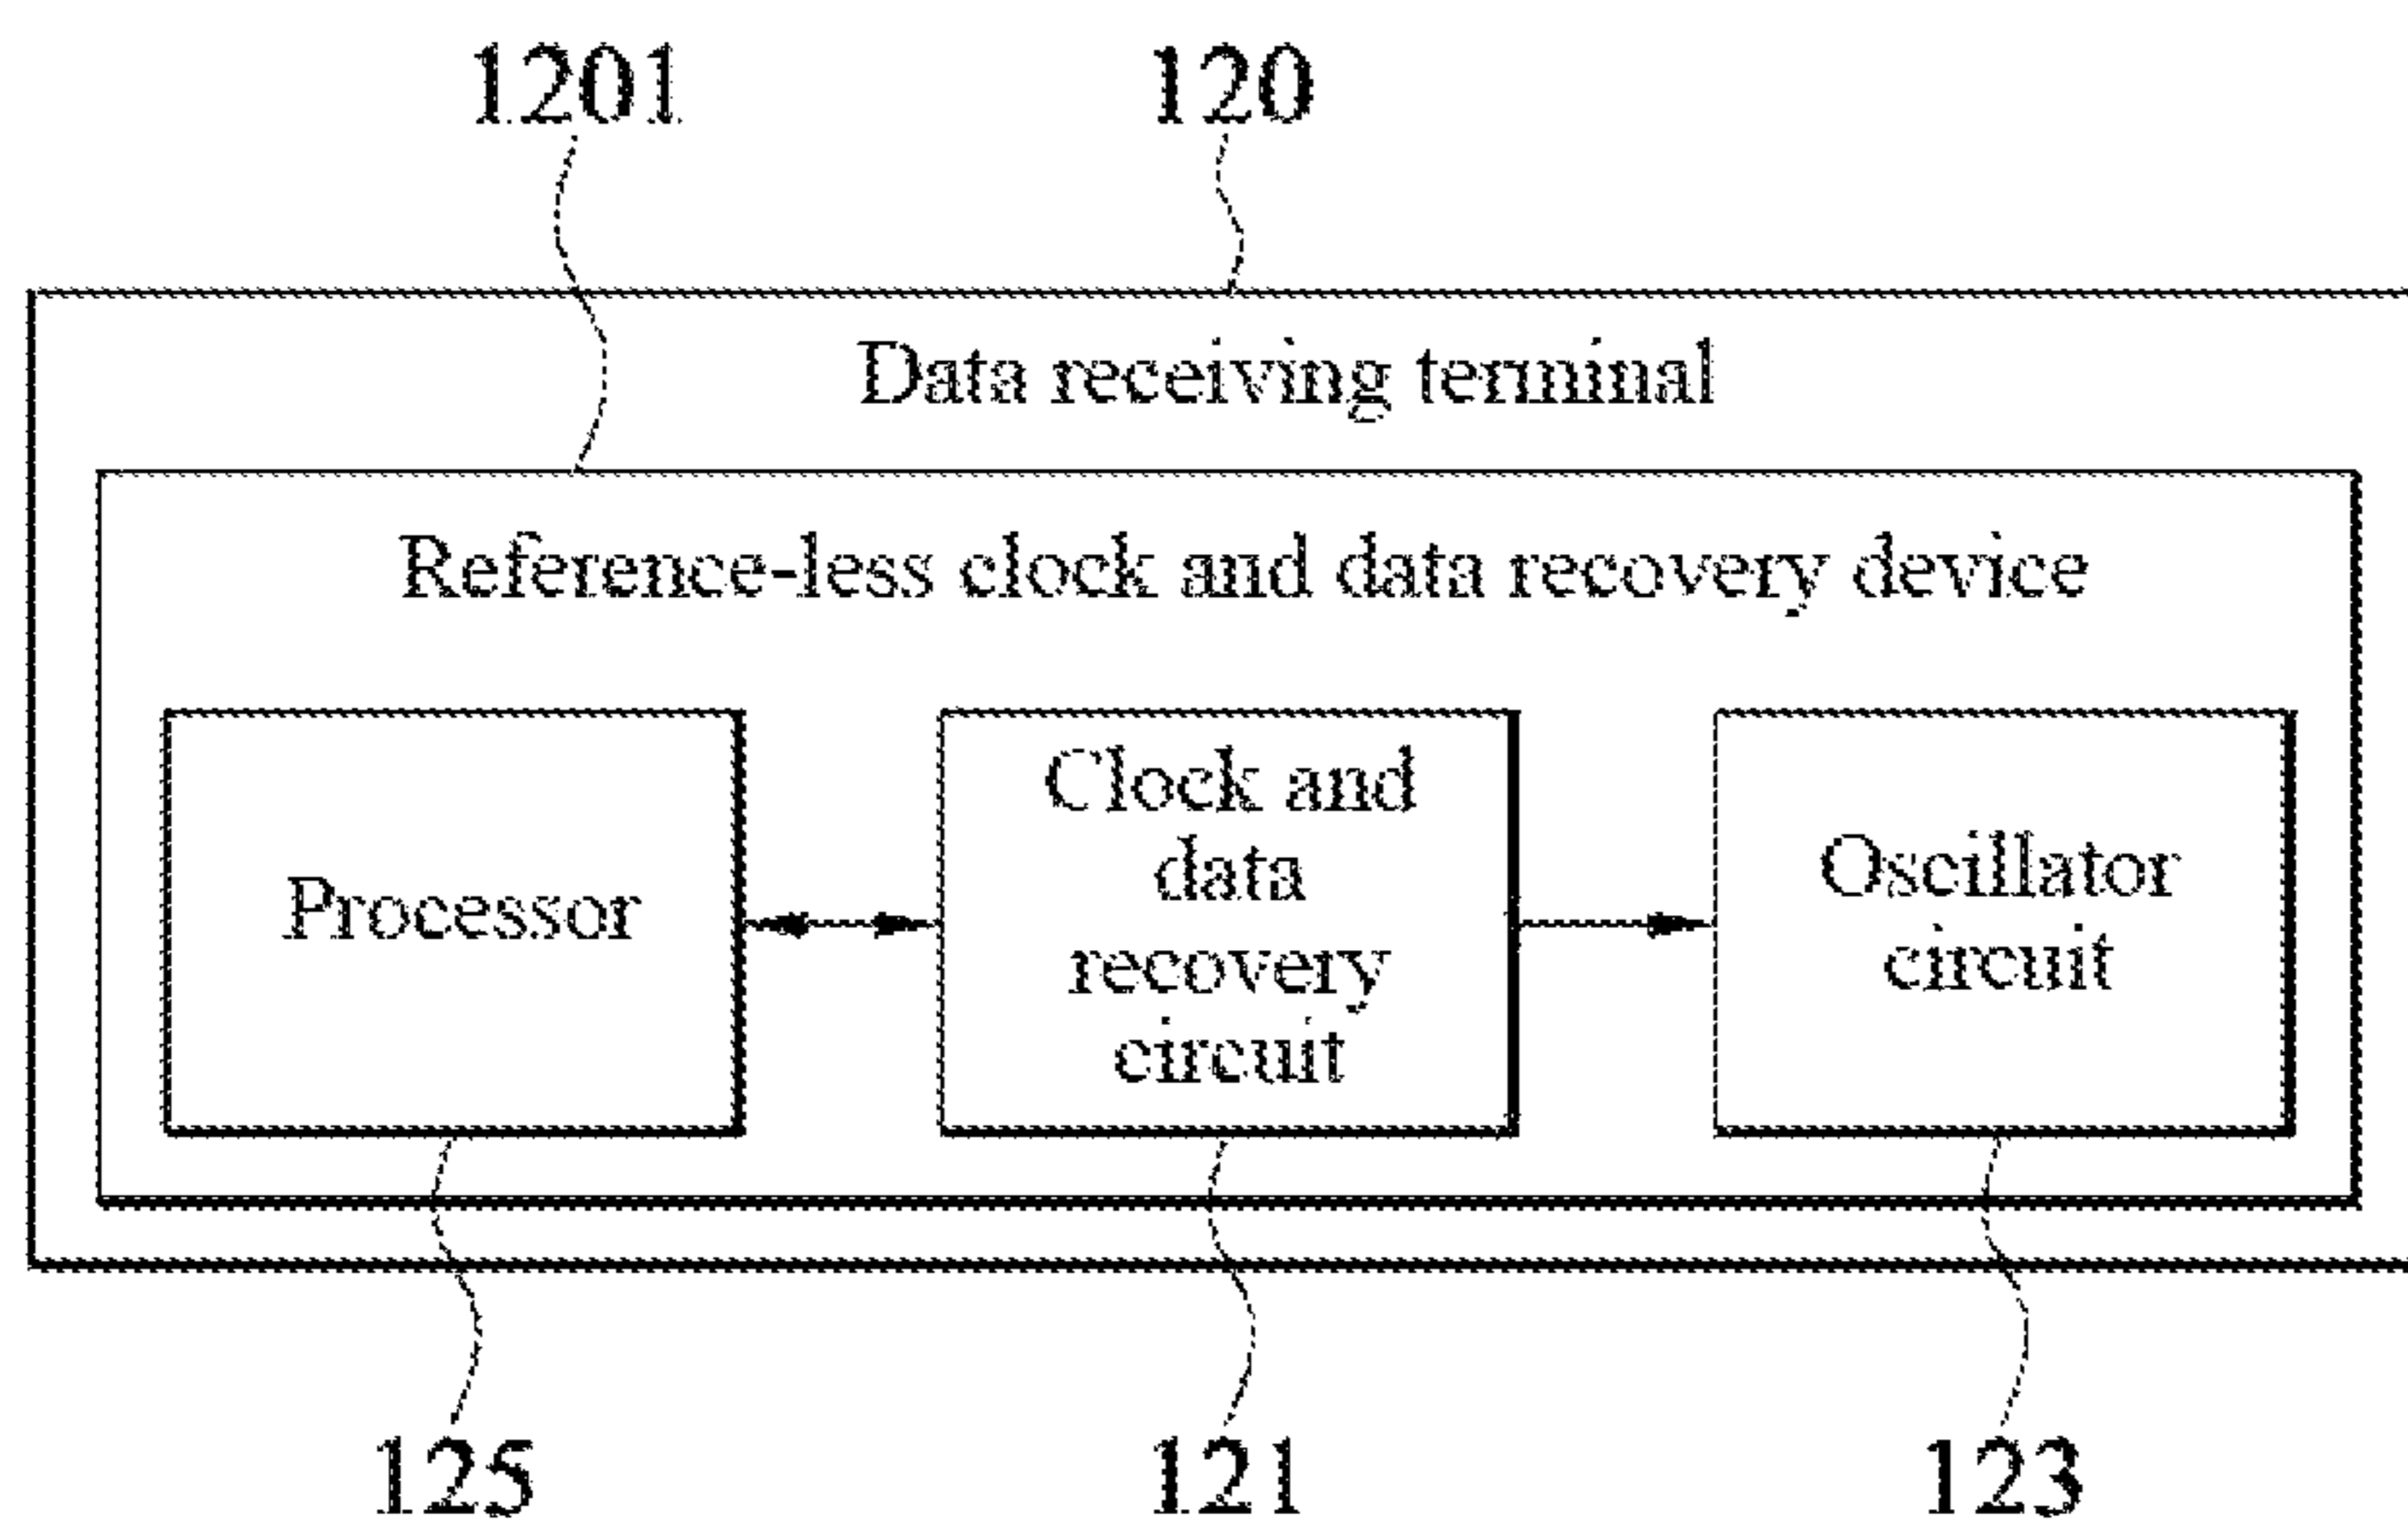 1201
120
Data receiving terminal
Reference-less clock and data recovery device
Processor
Clock and
data
recovery
circuit
Oscillator
circuit
125
121
123